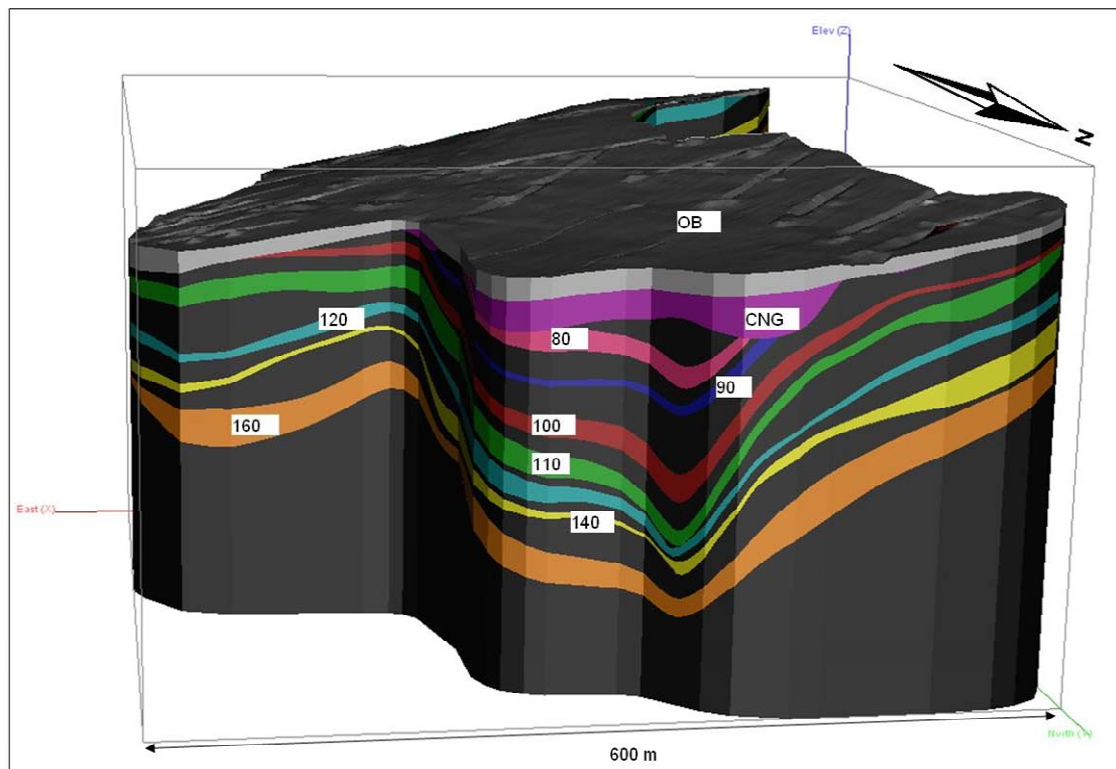 Elev (Z)
N
OB
120
CNG
80
90
160
100
110
East (X)
140
North (Y)
600 m